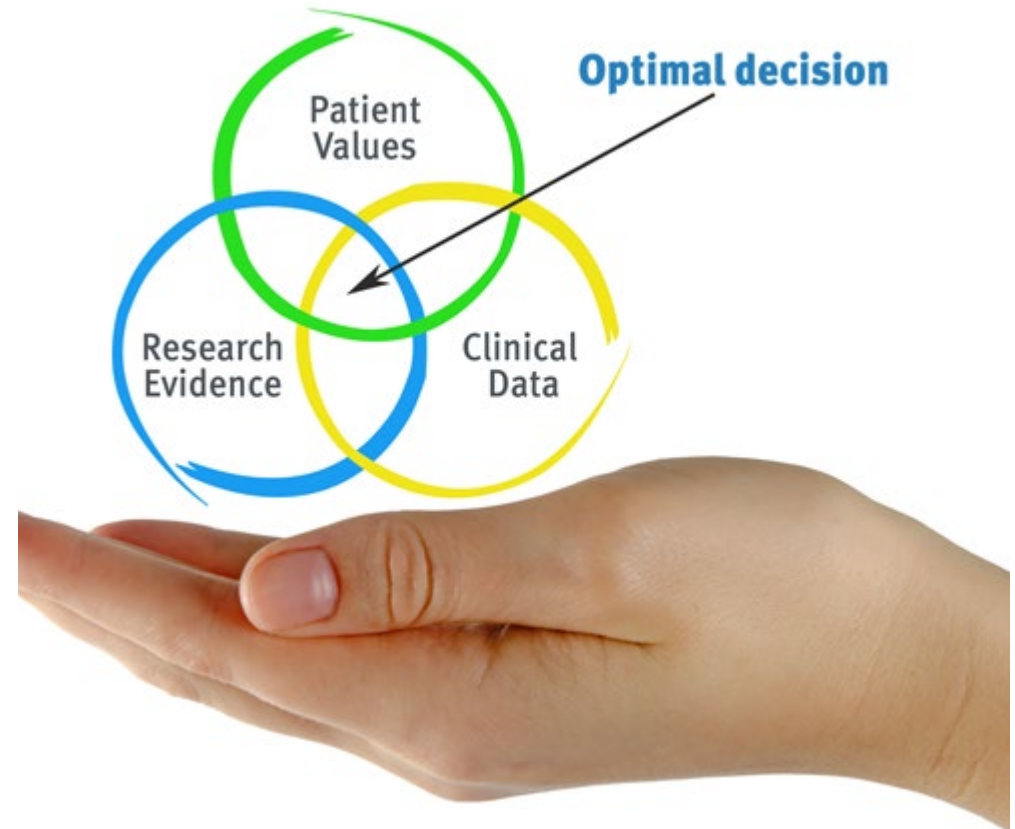 Optimal decision
Patient
Values
Research
Evidence
Clinical
Data